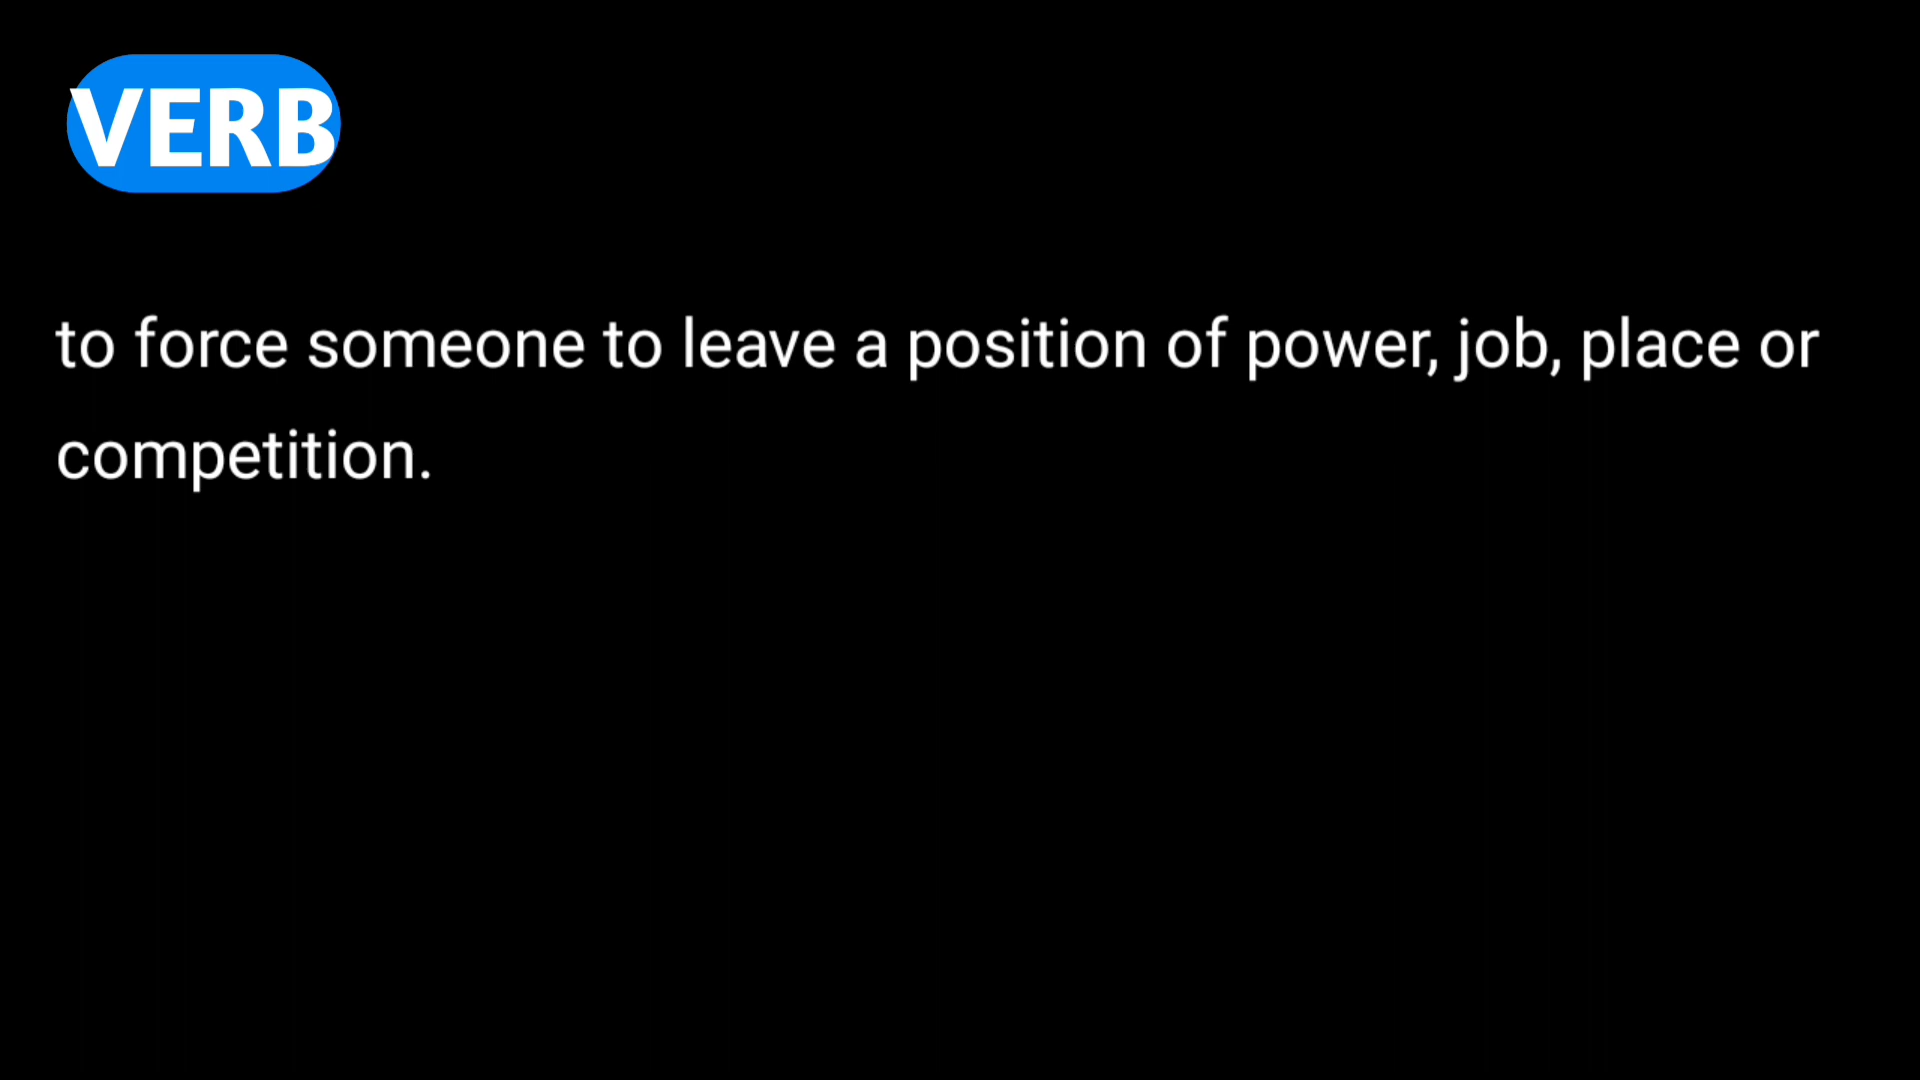 VERB
to force someone to leave a position of power, job, place or
competition.